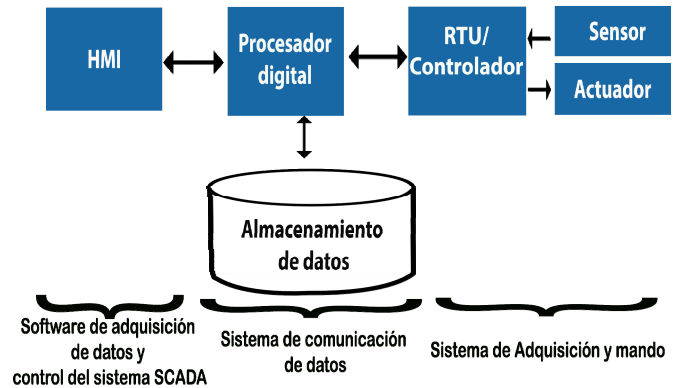 HMI
Procesador
digital
RTU/
Controlador
Sensor
Actuador
Almacenamiento
de datos
Software de adquisición
de datos y
control del sistema SCADA
Sistema de comunicación
de datos
Sistema de Adquisición y mando